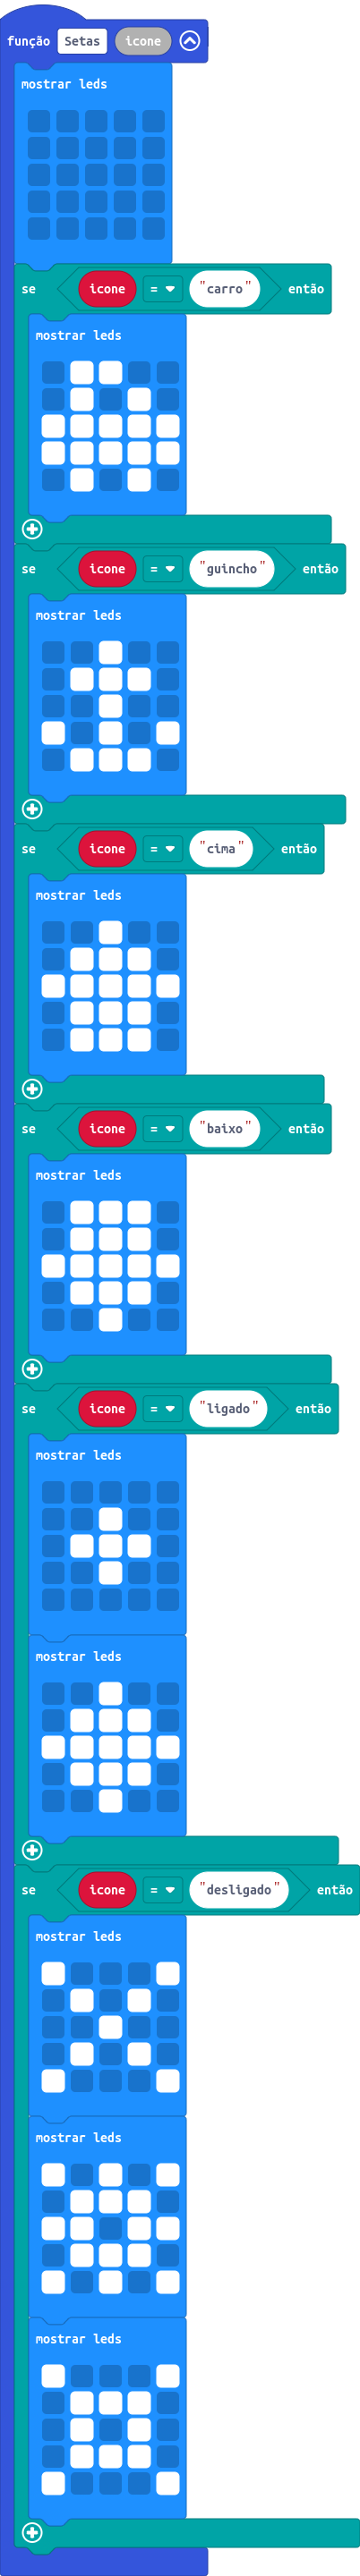 função Setas icone
mostrar leds
se icone = "carro" então
mostrar leds
se icone = "guincho" então
mostrar leds
se icone = "cima" então
mostrar leds
se icone = "baixo" então
mostrar leds
se icone = "ligado" então
mostrar leds
mostrar leds
se icone = "desligado" então
mostrar leds
mostrar leds
mostrar leds